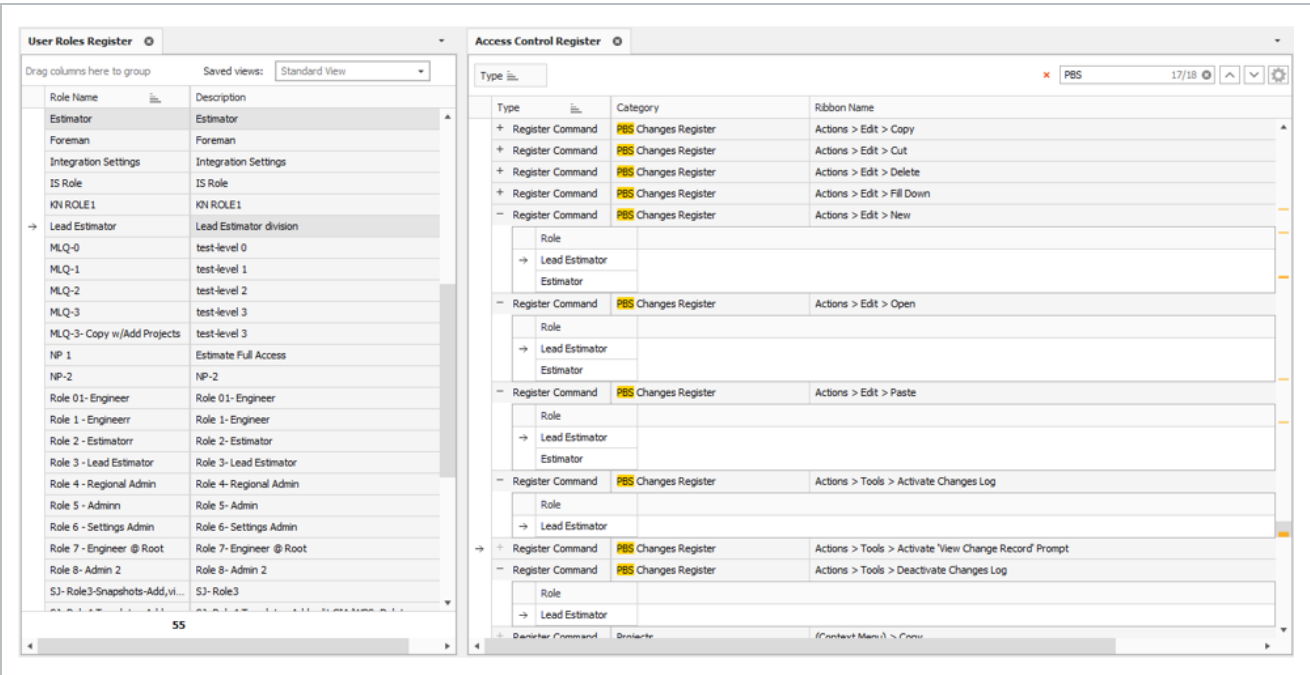 User Roles Register
Drag columns here to group Saved views: Standard View
Role Name Description
Estimator Estimator
Foreman Foreman
Integration Settings Integration Settings
IS Role IS Role
KN ROLE1 KN ROLE1
Lead Estimator Lead Estimator division
MLQ-0 test-level 0
MLQ-1 test-level 1
MLQ-2 test-level 2
MLQ-3 test-level 3
MLQ-3- Copy w/Add Projects test-level 3
NP 1 Estimate Full Access
NP-2 NP-2
Role 01- Engineer Role 01- Engineer
Role 1 - Engineerr Role 1- Engineer
Role 2 - Estimatorr Role 2- Estimator
Role 3 - Lead Estimator Role 3- Lead Estimator
Role 4 - Regional Admin Role 4- Regional Admin
Role 5 - Adminn Role 5- Admin
Role 6 - Settings Admin Role 6- Settings Admin
Role 7 - Engineer @ Root Role 7- Engineer @ Root
Role 8- Admin 2 Role 8- Admin 2
SJ- Role3-Snapshots-Add,vi... SJ- Role3
55
Access Control Register
Type PBS 17/18
Type Category Ribbon Name
+ Register Command PBS Changes Register Actions > Edit > Copy
+ Register Command PBS Changes Register Actions > Edit > Cut
+ Register Command PBS Changes Register Actions > Edit > Delete
+ Register Command PBS Changes Register Actions > Edit > Fill Down
− Register Command PBS Changes Register Actions > Edit > New
Role
→ Lead Estimator
Estimator
− Register Command PBS Changes Register Actions > Edit > Open
Role
→ Lead Estimator
Estimator
− Register Command PBS Changes Register Actions > Edit > Paste
Role
→ Lead Estimator
Estimator
− Register Command PBS Changes Register Actions > Tools > Activate Changes Log
Role
→ Lead Estimator
→ + Register Command PBS Changes Register Actions > Tools > Activate 'View Change Record' Prompt
− Register Command PBS Changes Register Actions > Tools > Deactivate Changes Log
Role
→ Lead Estimator
+ Register Command Projects (Context Menu) > Copy